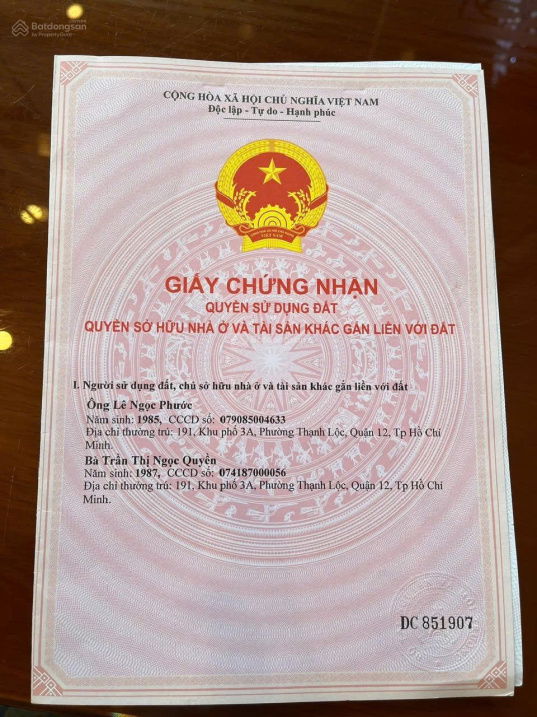 Batdongsan
by PropertyGuru
CỘNG HÒA XÃ HỘI CHỦ NGHĨA VIỆT NAM
Độc lập - Tự do - Hạnh phúc
VIỆT NAM
GIẤY CHỨNG NHẬN
QUYỀN SỬ DỤNG ĐẤT
QUYỀN SỞ HỮU NHÀ Ở VÀ TÀI SẢN KHÁC GẮN LIỀN VỚI ĐẤT
I. Người sử dụng đất, chủ sở hữu nhà ở và tài sản khác gắn liền với đất
Ông Lê Ngọc Phước
Năm sinh: 1985, CCCD số: 079085004633
Địa chỉ thường trú: 191, Khu phố 3A, Phường Thạnh Lộc, Quận 12, Tp Hồ Chí
Minh.
Bà Trần Thị Ngọc Quyền
Năm sinh: 1987, CCCD số: 074187000056
Địa chỉ thường trú: 191, Khu phố 3A, Phường Thạnh Lộc, Quận 12, Tp Hồ Chí
Minh.
DC 851907